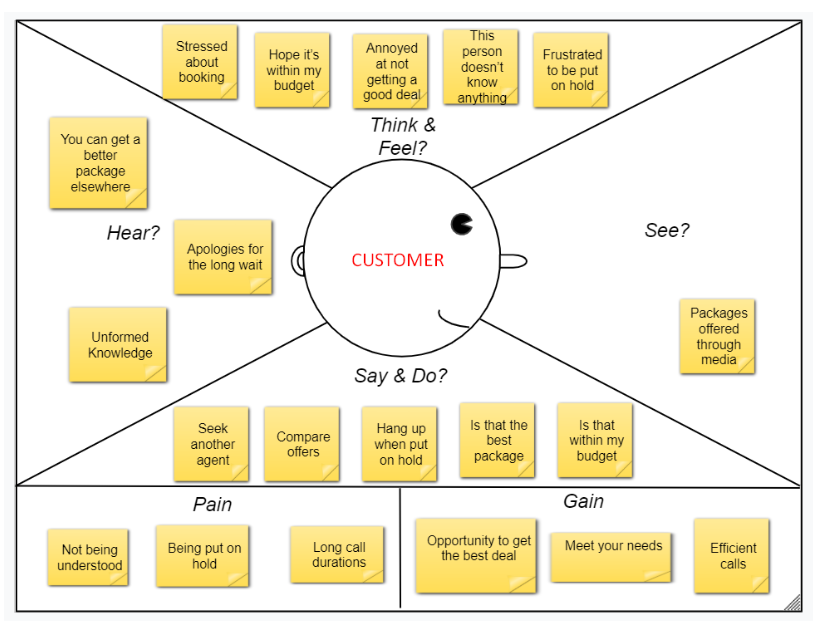 Stressed
about
booking
Hope it's
within my
budget
Annoyed
at not
getting a
good deal
This
person
doesn't
know
anything
Frustrated
to be put
on hold
Think &
Feel?
You can get a
better
package
elsewhere
Hear?
Apologies for
the long wait
Unformed
Knowledge
CUSTOMER
See?
Packages
offered
through
media
Say & Do?
Seek
another
agent
Compare
offers
Hang up
when put
on hold
Is that the
best
package
Is that
within my
budget
Pain
Not being
understood
Being put on
hold
Long call
durations
Gain
Opportunity to get
the best deal
Meet your needs
Efficient
calls